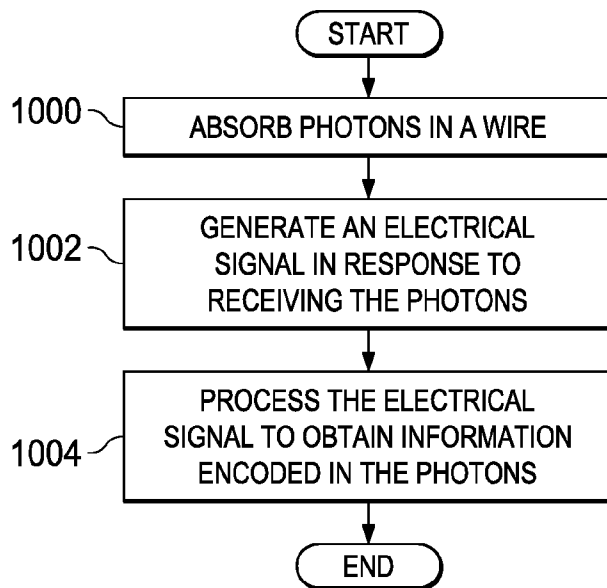 START
1000
ABSORB PHOTONS IN A WIRE
1002
GENERATE AN ELECTRICAL
SIGNAL IN RESPONSE TO
RECEIVING THE PHOTONS
1004
PROCESS THE ELECTRICAL
SIGNAL TO OBTAIN INFORMATION
ENCODED IN THE PHOTONS
END